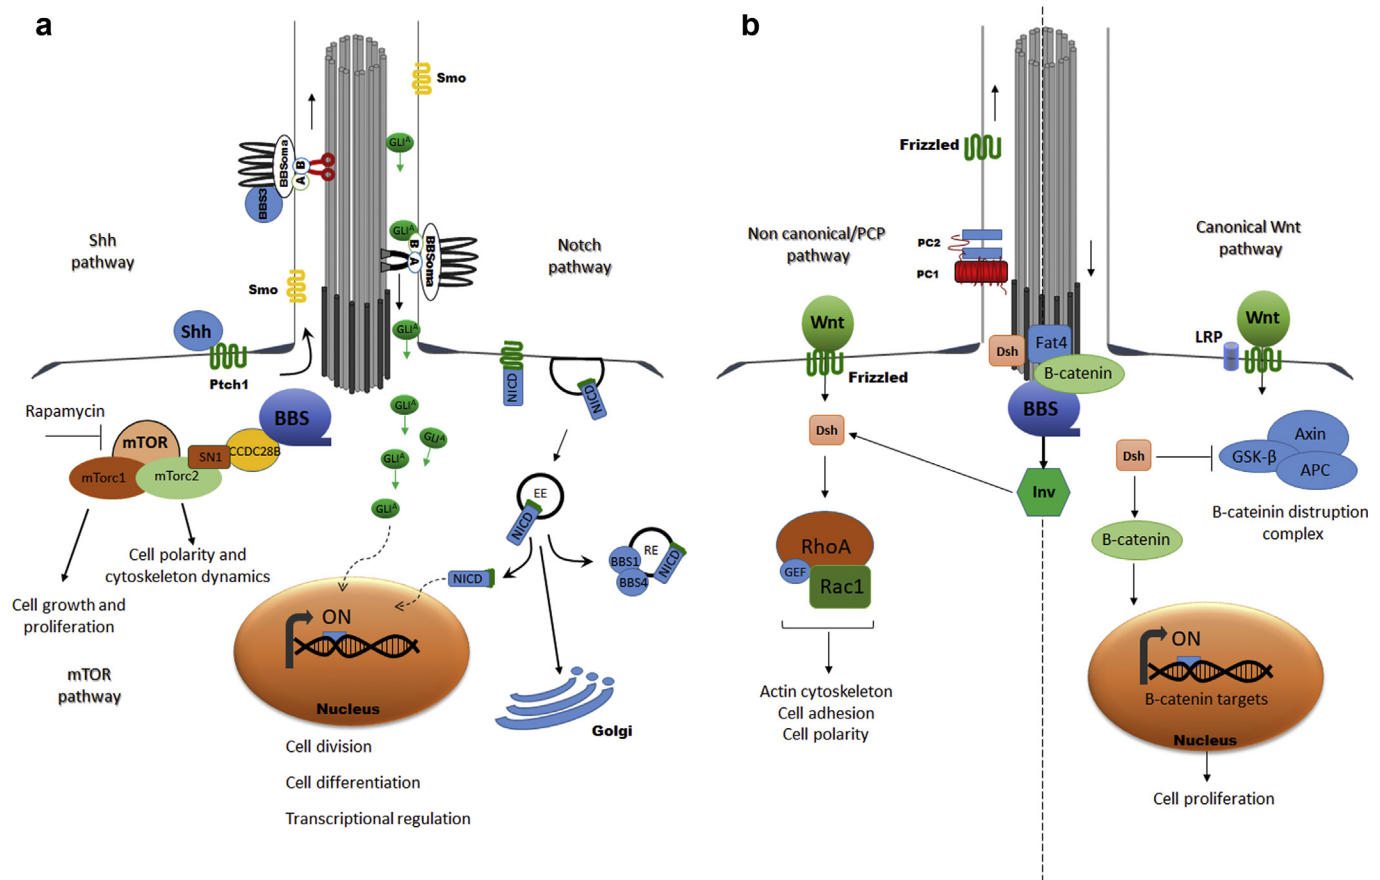 a
Smo
GLIA
BBSoma
B
A
BBS3
GLIA
B
A
BBSoma
Shh
pathway
Notch
pathway
Smo
Shh
GLIA
Ptch1
NICD
NICD
Rapamycin
BBS
GLIA
GLIA
mTOR
SN1
CCDC28B
mTorc1
mTorc2
GLIA
EE
NICD
GLIA
Cell polarity and
cytoskeleton dynamics
BBS1
RE
NICD
BBS4
NICD
Cell growth and
proliferation
ON
mTOR
pathway
Nucleus
Golgi
Cell division
Cell differentiation
Transcriptional regulation
b
Frizzled
Non canonical/PCP
pathway
PC2
PC1
Canonical Wnt
pathway
Wnt
Frizzled
Dsh
Fat4
B-catenin
BBS
LRP
Wnt
Dsh
Inv
Dsh
Axin
GSK-β
APC
B-cateinin distruption
complex
B-catenin
RhoA
GEF
Rac1
Actin cytoskeleton
Cell adhesion
Cell polarity
ON
B-catenin targets
Nucleus
Cell proliferation